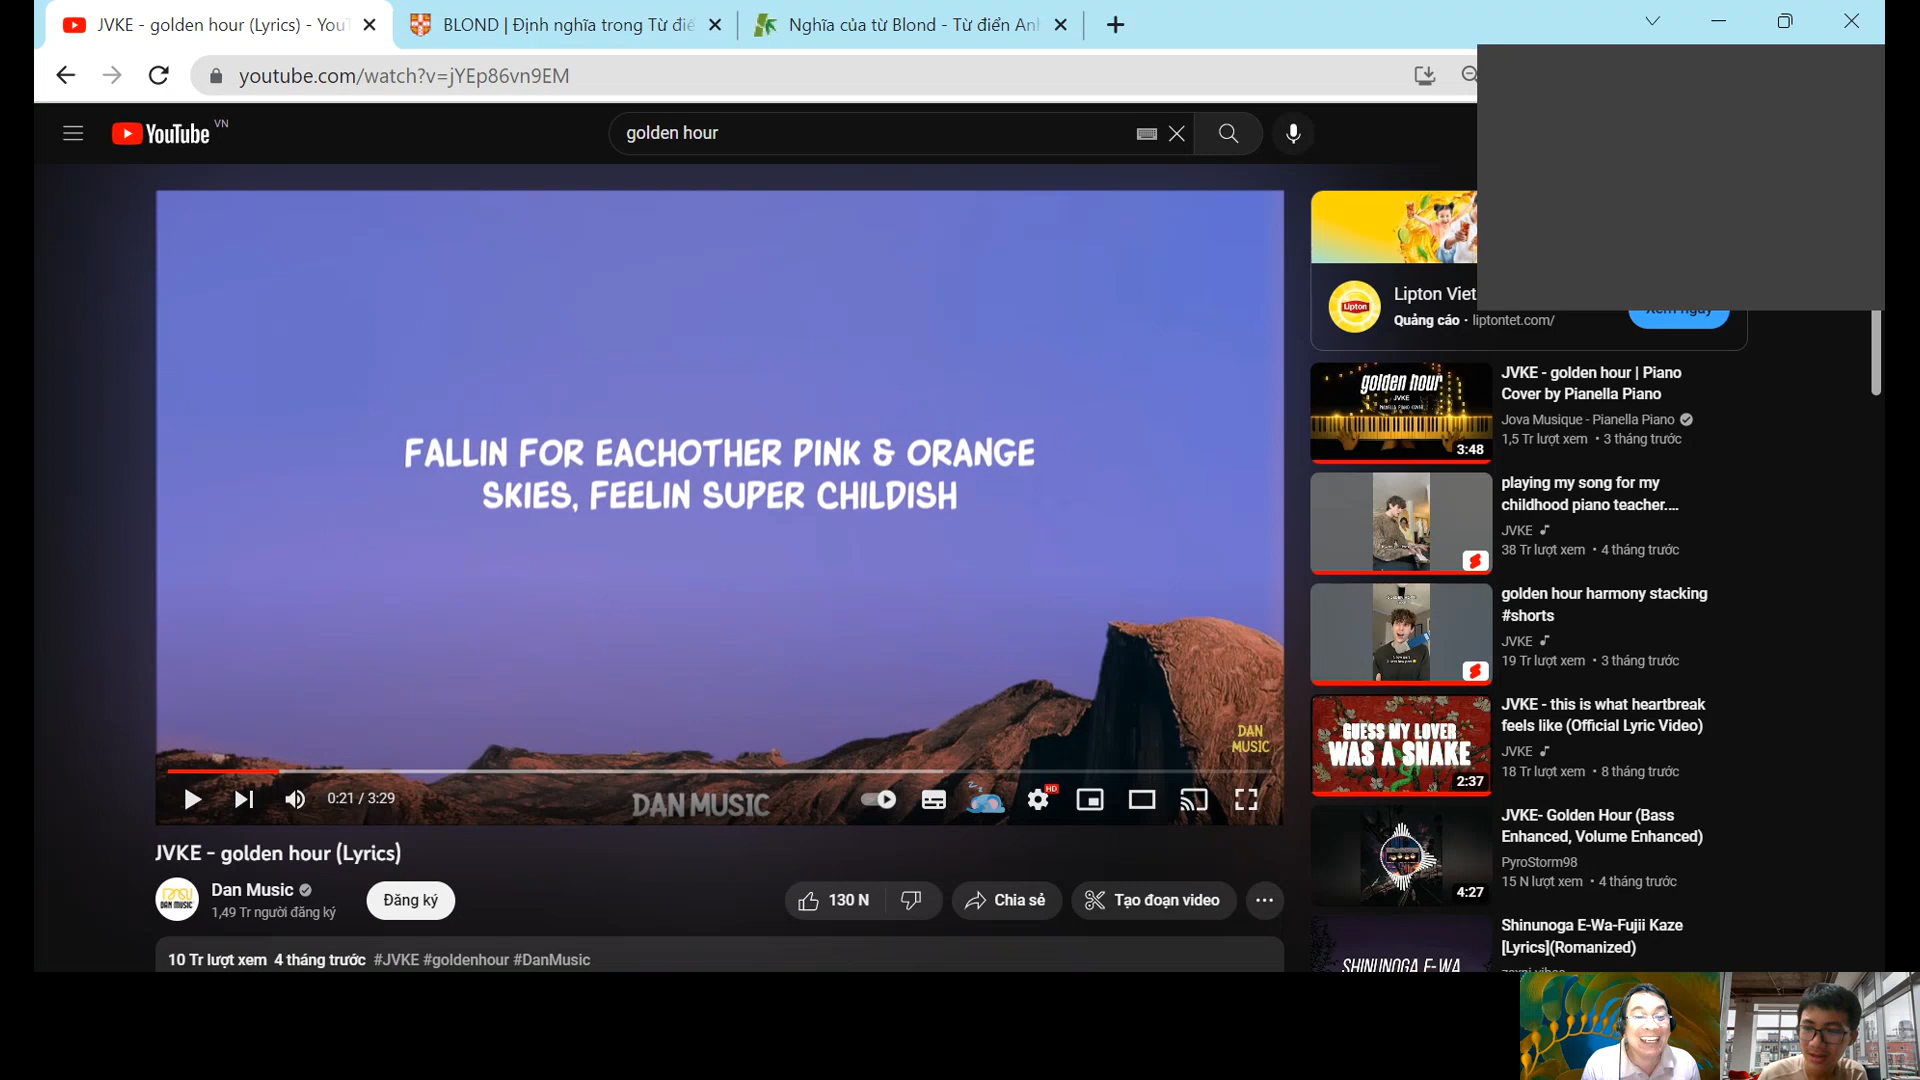 JVKE - golden hour (Lyrics) - YouT
BLOND | Định nghĩa trong Từ điể
Nghĩa của từ Blond - Từ điển Anh
youtube.com/watch?v=jYEp86vn9EM
YouTube VN
golden hour
FALLIN FOR EACHOTHER PINK & ORANGE
SKIES, FEELIN SUPER CHILDISH
DAN
MUSIC
0:21 / 3:29
DAN MUSIC
HD
JVKE - golden hour (Lyrics)
DAN MUSIC
Dan Music
1,49 Tr người đăng ký
Đăng ký
130 N
Chia sẻ
Tạo đoạn video
10 Tr lượt xem 4 tháng trước #JVKE #goldenhour #DanMusic
Lipton
Lipton Viet
Quảng cáo · liptontet.com/
Xem ngay
golden hour
JVKE
3:48
JVKE - golden hour | Piano
Cover by Pianella Piano
Jova Musique - Pianella Piano
1,5 Tr lượt xem • 3 tháng trước
playing my song for my
childhood piano teacher....
JVKE
38 Tr lượt xem • 4 tháng trước
golden hour harmony stacking
#shorts
JVKE
19 Tr lượt xem • 3 tháng trước
GUESS MY LOVER
WAS A SNAKE
2:37
JVKE - this is what heartbreak
feels like (Official Lyric Video)
JVKE
18 Tr lượt xem • 8 tháng trước
4:27
JVKE- Golden Hour (Bass
Enhanced, Volume Enhanced)
PyroStorm98
15 N lượt xem • 4 tháng trước
SHINUNOGA E-WA
Shinunoga E-Wa-Fujii Kaze
[Lyrics](Romanized)